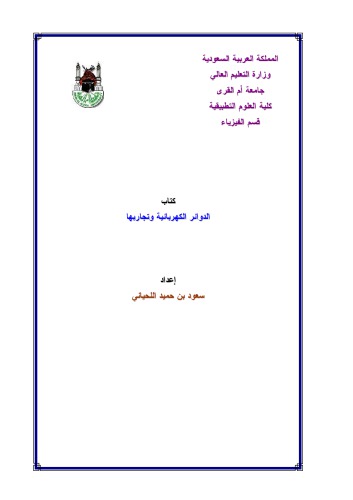 المملكة العربية السعودية
وزارة التعليم العالي
جامعة أم القرى
كلية العلوم التطبيقية
قسم الفيزياء
كتاب
الدوائر الكهربائية وتجاربها
إعداد
سعود بن حميد اللحياني